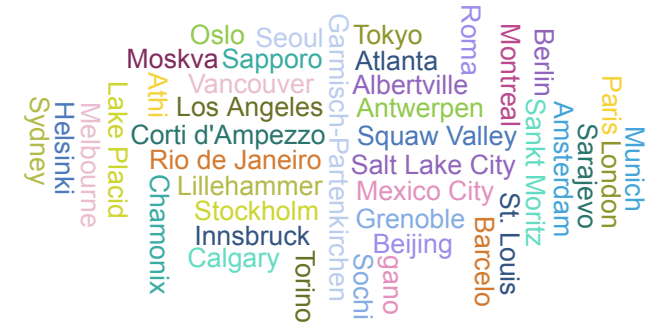 Oslo
Seoul
Garmisch-Partenkirchen
Tokyo
Roma
Montreal
Berlin
Moskva
Sapporo
Atlanta
Athi
Vancouver
Albertville
Lake Placid
Los Angeles
Antwerpen
Sankt Moritz
Amsterdam
Paris
Sydney
Helsinki
Melbourne
Corti d'Ampezzo
Squaw Valley
Sarajevo
London
Munich
Rio de Janeiro
Salt Lake City
Chamonix
Lillehammer
Mexico City
St. Louis
Stockholm
Grenoble
Barcelo
Innsbruck
Beijing
Calgary
Torino
Sochi
gano